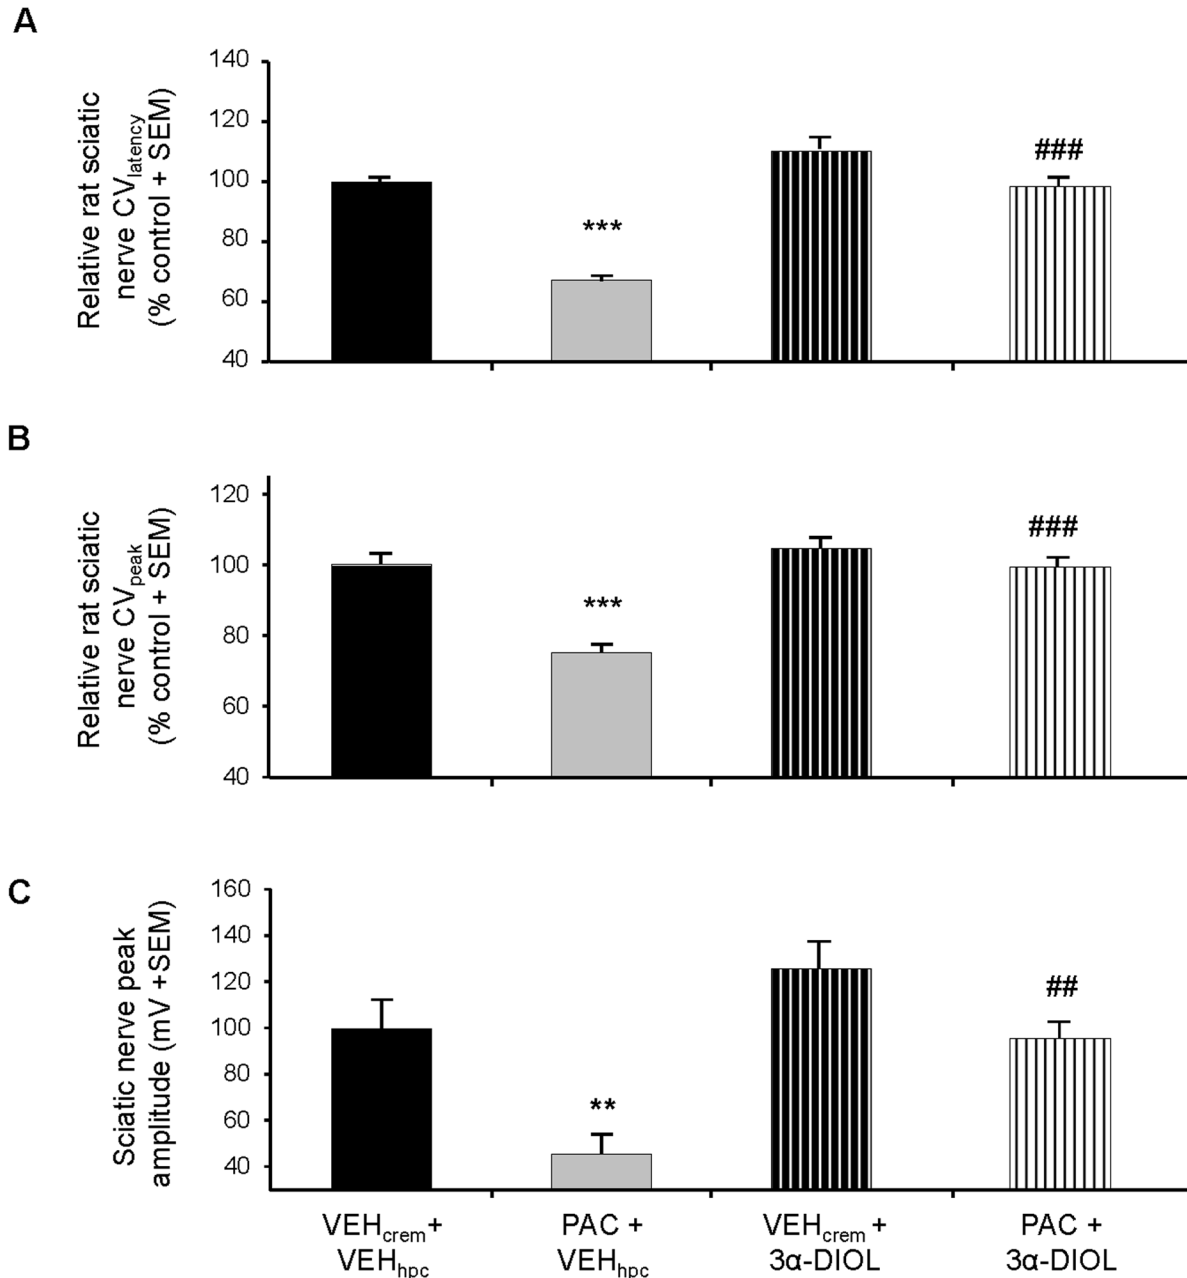 A
Relative rat sciatic
nerve CVlatency
(% control + SEM)
140
120
100
80
60
40
***
###
B
Relative rat sciatic
nerve CVpeak
(% control + SEM)
120
100
80
60
40
***
###
C
Sciatic nerve peak
amplitude (mV +SEM)
160
140
120
100
80
60
40
**
##
VEHcrem+
VEHhpc
PAC +
VEHhpc
VEHcrem +
3α-DIOL
PAC +
3α-DIOL